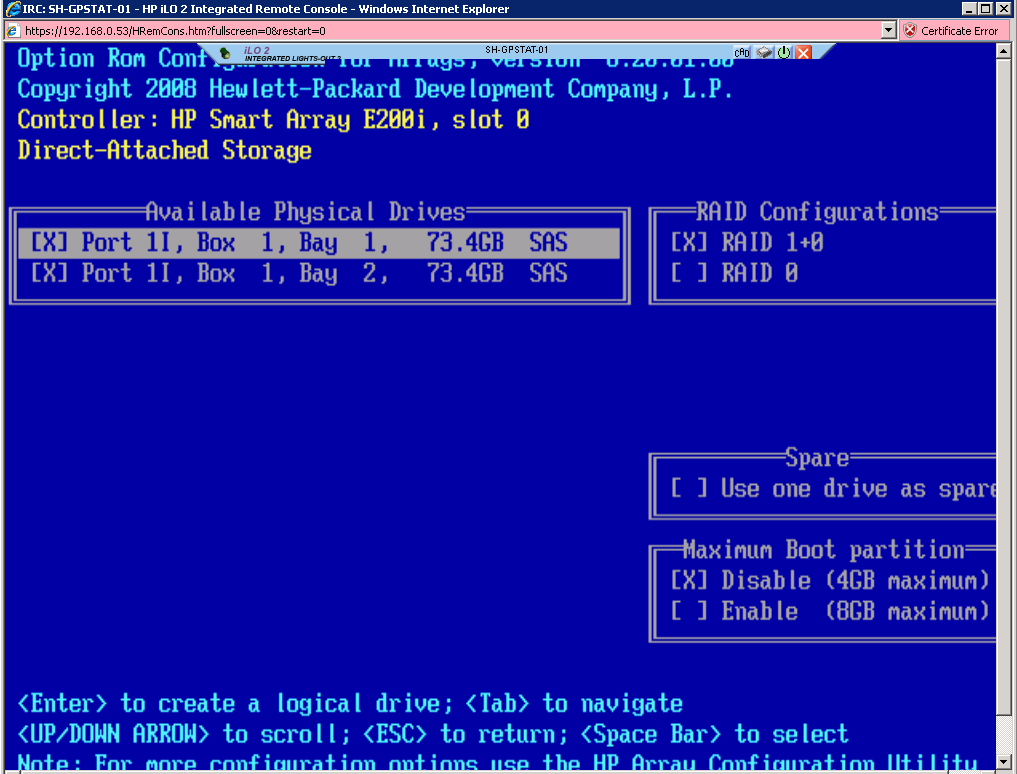 IRC: SH-GPSTAT-01 - HP iLO 2 Integrated Remote Console - Windows Internet Explorer
https://192.168.0.53/HRemCons.htm?fullscreen=0&restart=0
Certificate Error
iLO 2
INTEGRATED LIGHTS-OUT 2
SH-GPSTAT-01
CAD
Option Rom Configuration for Arrays, version
Copyright 2008 Hewlett-Packard Development Company, L.P.
Controller: HP Smart Array E200i, slot 0
Direct-Attached Storage
Available Physical Drives
[X] Port 1I, Box 1, Bay 1, 73.4GB SAS
[X] Port 1I, Box 1, Bay 2, 73.4GB SAS
RAID Configurations
[X] RAID 1+0
[ ] RAID 0
Spare
[ ] Use one drive as spare
Maximum Boot partition
[X] Disable (4GB maximum)
[ ] Enable (8GB maximum)
<Enter> to create a logical drive; <Tab> to navigate
<UP/DOWN ARROW> to scroll; <ESC> to return; <Space Bar> to select
Note: For more configuration options use the HP Array Configuration Utility.